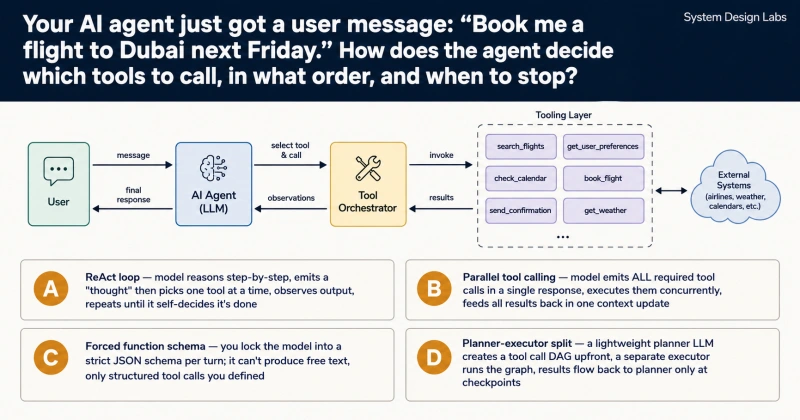 Your AI agent just got a user message: “Book me a
flight to Dubai next Friday.” How does the agent decide
which tools to call, in what order, and when to stop?
System Design Labs
Tooling Layer
User
message
final
response
AI Agent
(LLM)
select tool
& call
observations
Tool
Orchestrator
invoke
results
search_flights
get_user_preferences
check_calendar
book_flight
send_confirmation
get_weather
...
External
Systems
(airlines, weather,
calendars, etc.)
A
ReAct loop — model reasons step-by-step, emits a
"thought" then picks one tool at a time, observes output,
repeats until it self-decides it's done
B
Parallel tool calling — model emits ALL required tool
calls in a single response, executes them concurrently,
feeds all results back in one context update
C
Forced function schema — you lock the model into a
strict JSON schema per turn; it can't produce free text,
only structured tool calls you defined
D
Planner-executor split — a lightweight planner LLM
creates a tool call DAG upfront, a separate executor
runs the graph, results flow back to planner only at
checkpoints